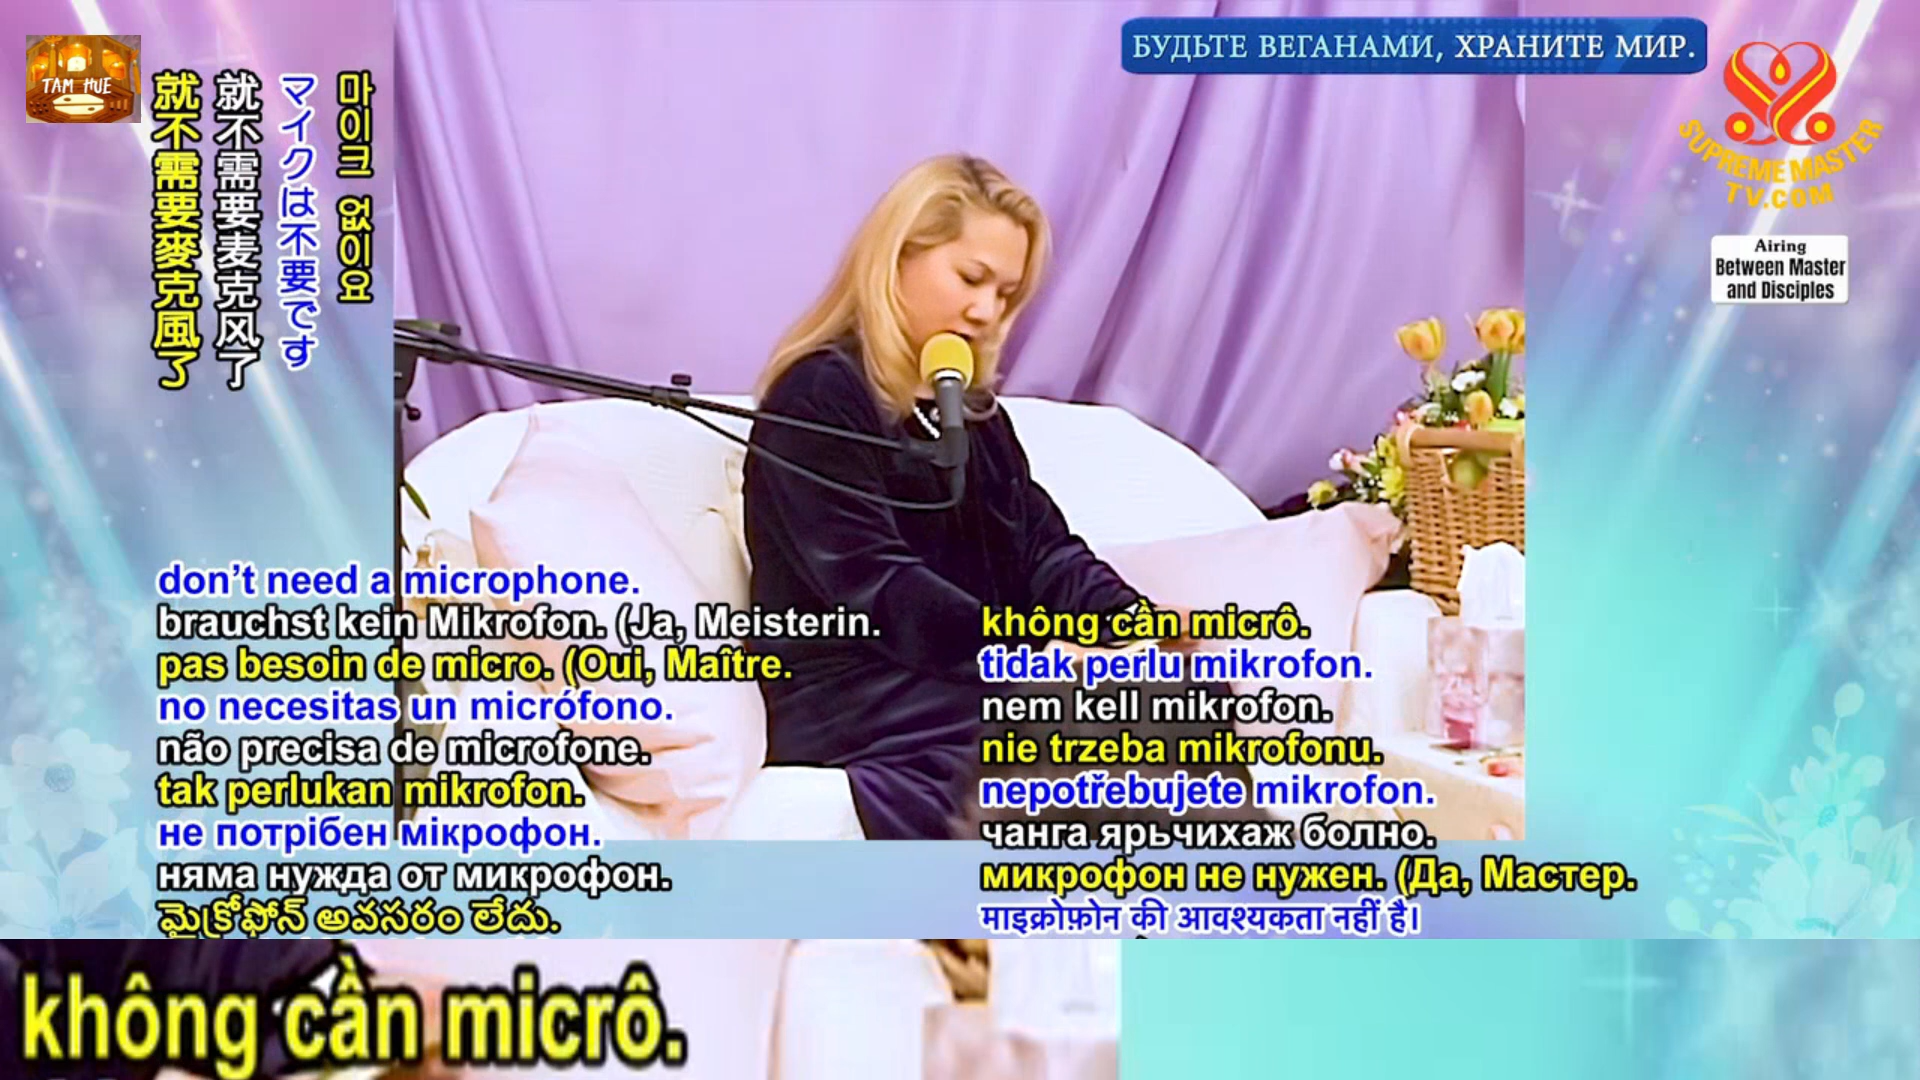 TAM HUE
就不需要麥克風了
就不需要麦克风了
マイクは不要です
마이크 없이요
БУДЬТЕ ВЕГАНАМИ, ХРАНИТЕ МИР.
SUPREME MASTER
TV.COM
Airing
Between Master
and Disciples
don’t need a microphone.
brauchst kein Mikrofon. (Ja, Meisterin.
pas besoin de micro. (Oui, Maître.
no necesitas un micrófono.
não precisa de microfone.
tak perlukan mikrofon.
не потрібен мікрофон.
няма нужда от микрофон.
మైక్రోఫోన్ అవసరం లేదు.
không cần micrô.
tidak perlu mikrofon.
nem kell mikrofon.
nie trzeba mikrofonu.
nepotřebujete mikrofon.
чанга ярьчихаж болно.
микрофон не нужен. (Да, Мастер.
माइक्रोफ़ोन की आवश्यकता नहीं है।
không cần micrô.